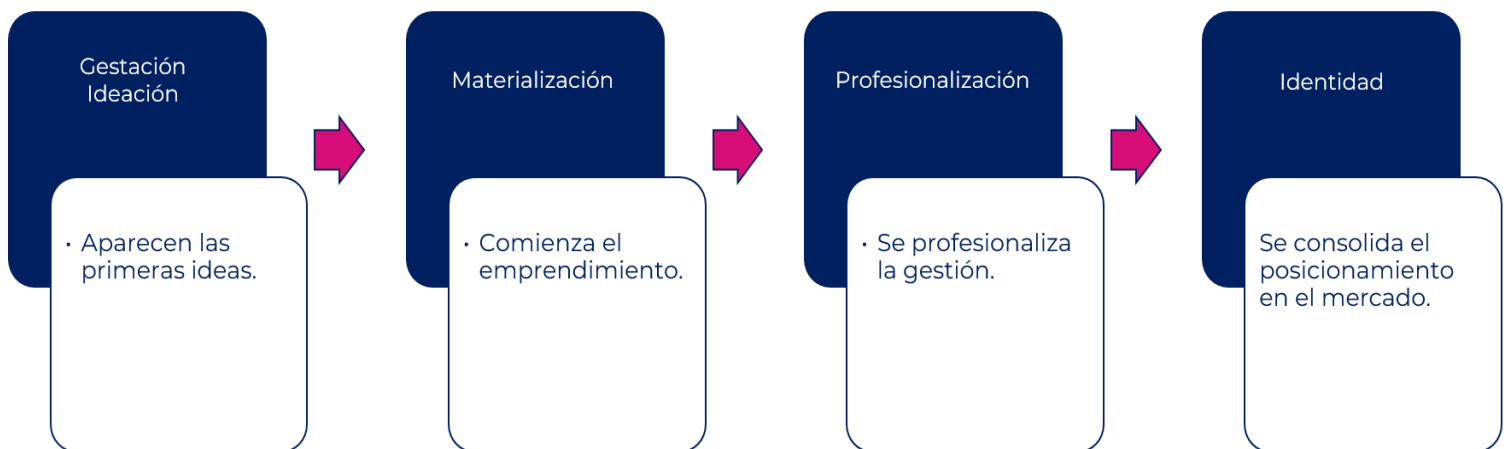 Gestación
Ideación
· Aparecen las
primeras ideas.
Materialización
· Comienza el
emprendimiento.
Profesionalización
· Se profesionaliza
la gestión.
Identidad
Se consolida el
posicionamiento
en el mercado.